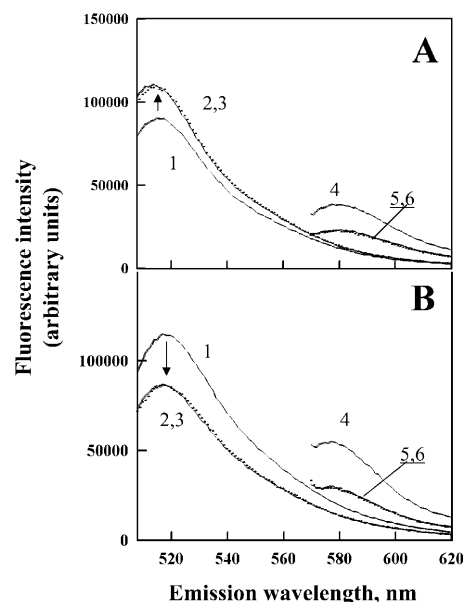 150000
A
100000
2,3
1
50000
4
5,6
0
Fluorescence intensity
(arbitrary units)
B
1
100000
2,3
4
5,6
50000
0
520 540 560 580 600 620
Emission wavelength, nm